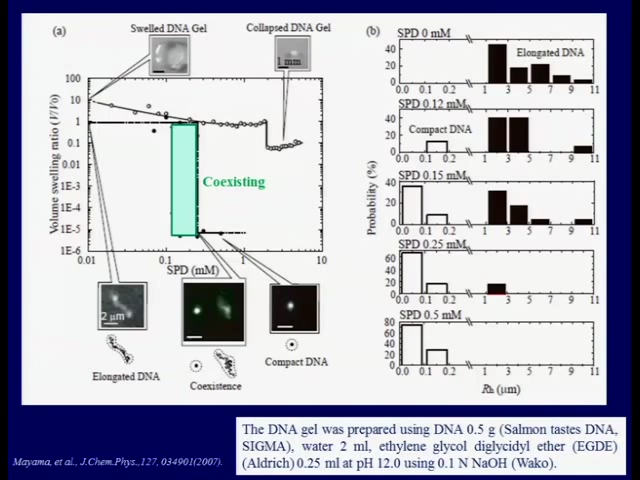 (a)
Swelled DNA Gel
Collapsed DNA Gel
1 mm
Volume swelling ratio (V/V0)
100
10
1
0.1
0.01
1E-3
1E-4
1E-5
1E-6
Coexisting
0.01
0.1
1
10
SPD (mM)
2 μm
Elongated DNA
Coexistence
Compact DNA
(b)
Probability (%)
SPD 0 mM
Elongated DNA
40
20
0
0.0 0.1 0.2 1 3 5 7 9 11
SPD 0.12 mM
Compact DNA
40
20
0
0.0 0.1 0.2 1 3 5 7 9 11
SPD 0.15 mM
40
20
0
0.0 0.1 0.2 1 3 5 7 9 11
SPD 0.25 mM
60
40
20
0
0.0 0.1 0.2 1 3 5 7 9 11
SPD 0.5 mM
80
60
40
20
0
0.0 0.1 0.2 1 3 5 7 9 11
Rh (μm)
The DNA gel was prepared using DNA 0.5 g (Salmon tastes DNA,
SIGMA), water 2 ml, ethylene glycol diglycidyl ether (EGDE)
(Aldrich) 0.25 ml at pH 12.0 using 0.1 N NaOH (Wako).
Mayama, et al., J.Chem.Phys.,127, 034901(2007).